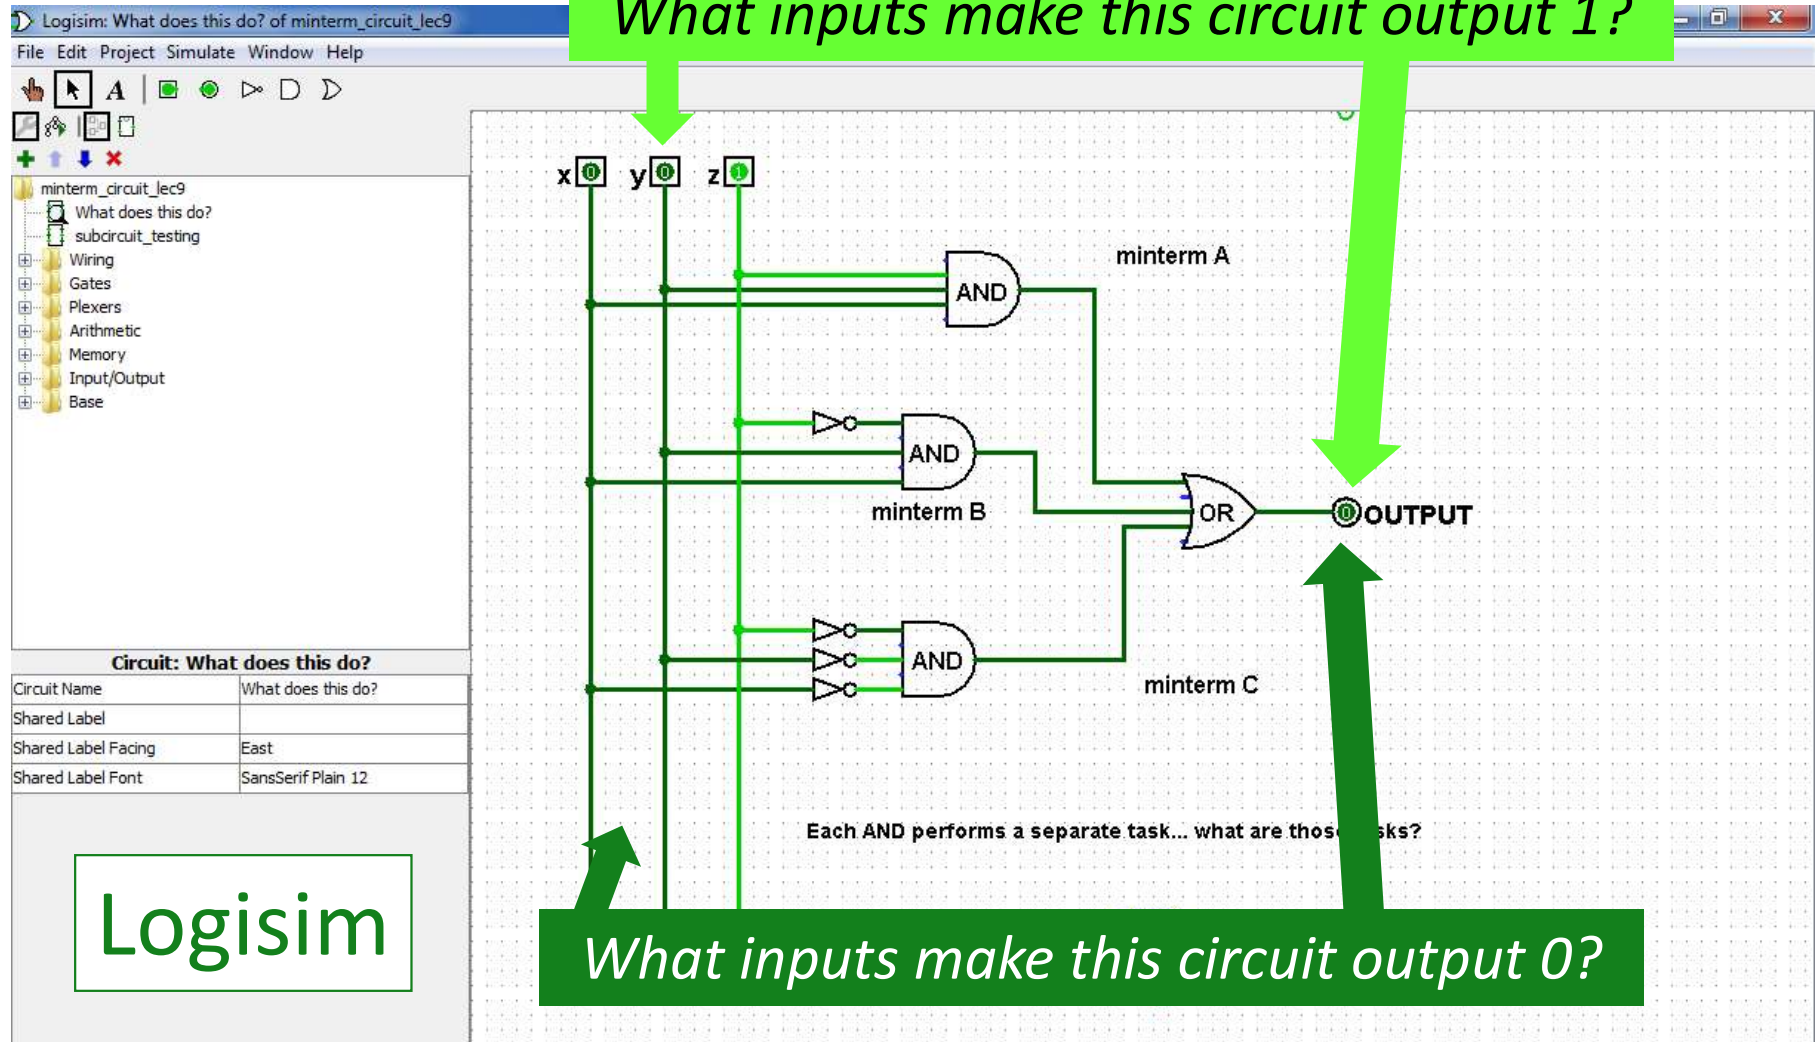 Logisim: What does this do? of minterm_circuit_lec9
What inputs make this circuit output 1?
File Edit Project Simulate Window Help
A
minterm_circuit_lec9
What does this do?
subcircuit_testing
Wiring
Gates
Plexers
Arithmetic
Memory
Input/Output
Base
x 0 y 0 z 1
minterm A
AND
AND
minterm B
OR
0 OUTPUT
AND
minterm C
Circuit: What does this do?
Circuit Name What does this do?
Shared Label
Shared Label Facing East
Shared Label Font SansSerif Plain 12
Each AND performs a separate task... what are those sks?
Logisim
What inputs make this circuit output 0?